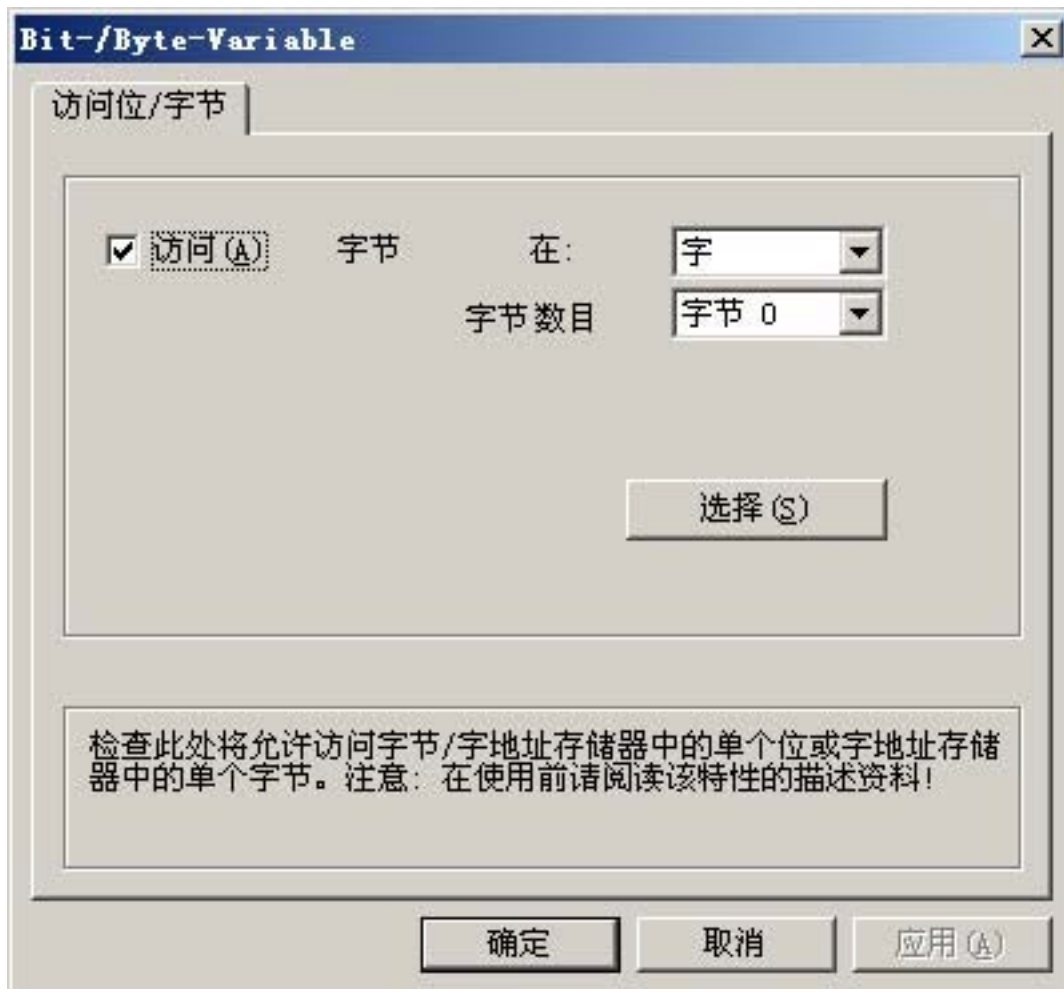 Bit-/Byte-Variable
访问位/字节
访问(A) 字节 在:
字
字节数目
字节 0
选择(S)
检查此处将允许访问字节/字地址存储
器中的单个位或字地址存储
器中的单个字节。注意: 在使用前请阅读该特性的描述资料!
确定 取消 应用(A)